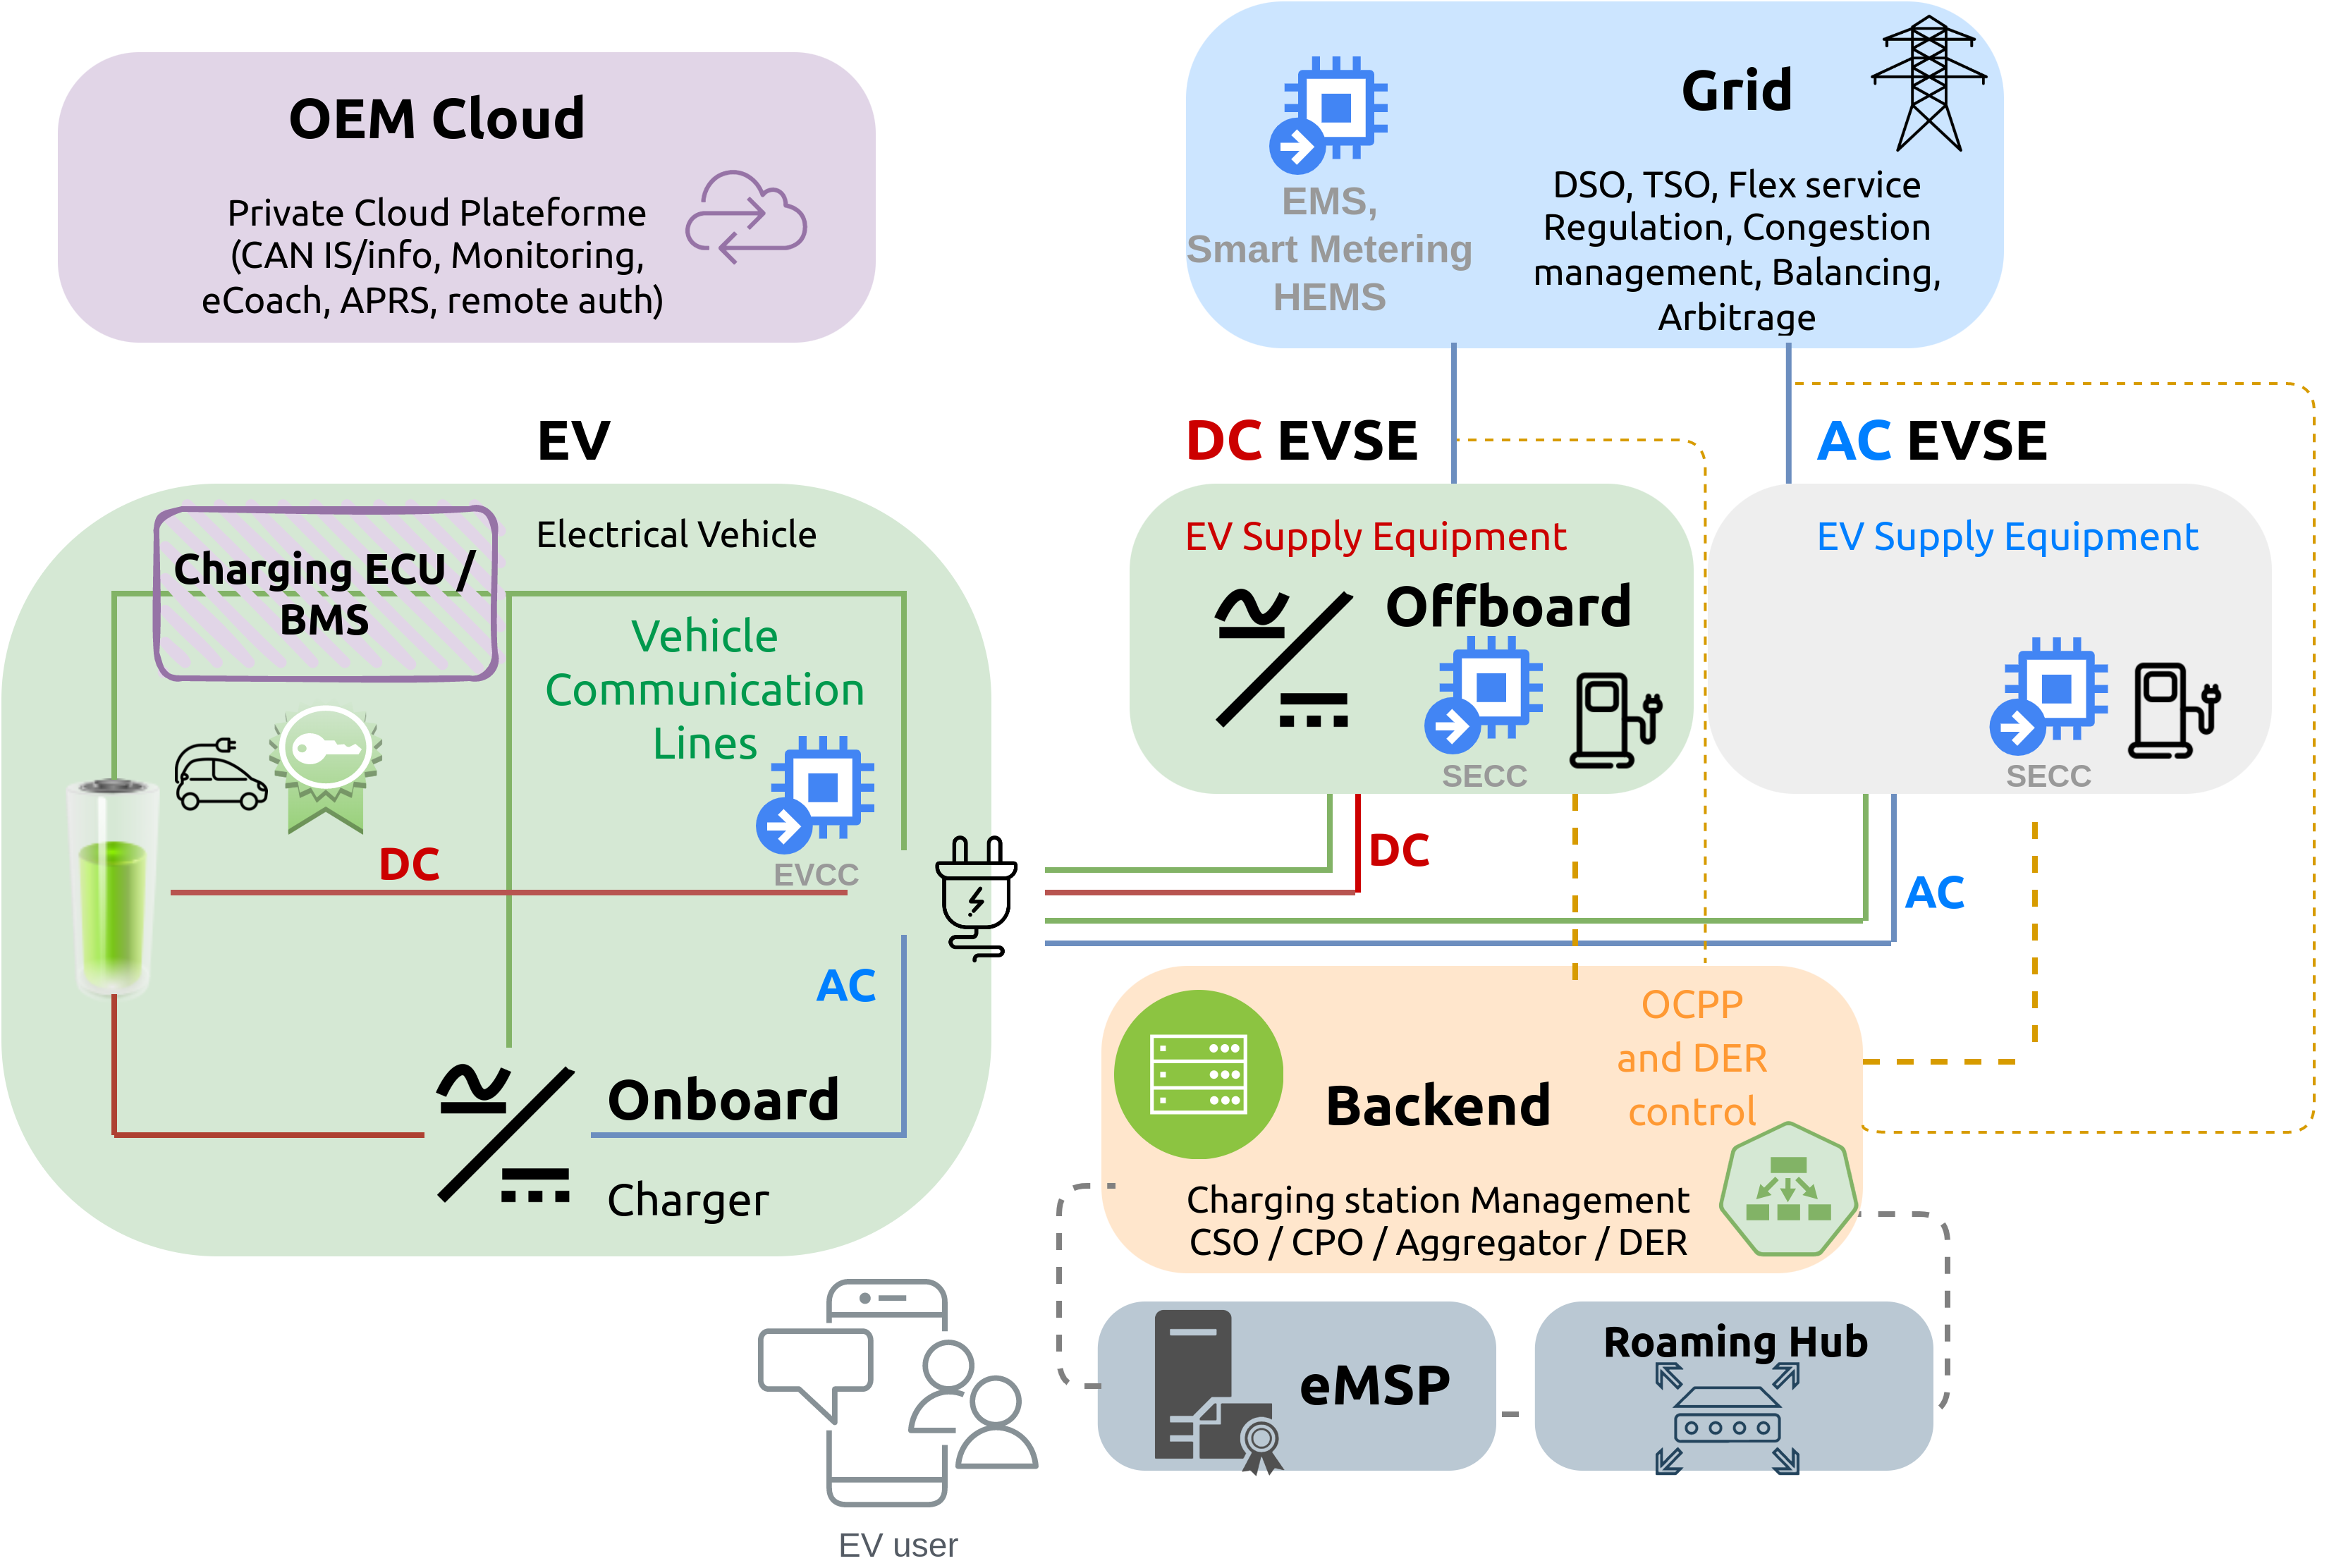 OEM Cloud
Private Cloud Plateforme
(CAN IS/info, Monitoring,
eCoach, APRS, remote auth)
Grid
EMS,
Smart Metering
HEMS
DSO, TSO, Flex service
Regulation, Congestion
management, Balancing,
Arbitrage
EV
Electrical Vehicle
Charging ECU /
BMS
Vehicle
Communication
Lines
EVCC
DC
AC
Onboard
Charger
DC EVSE
EV Supply Equipment
Offboard
SECC
DC
AC EVSE
EV Supply Equipment
SECC
AC
OCPP
and DER
control
Backend
Charging station Management
CSO / CPO / Aggregator / DER
eMSP
Roaming Hub
EV user